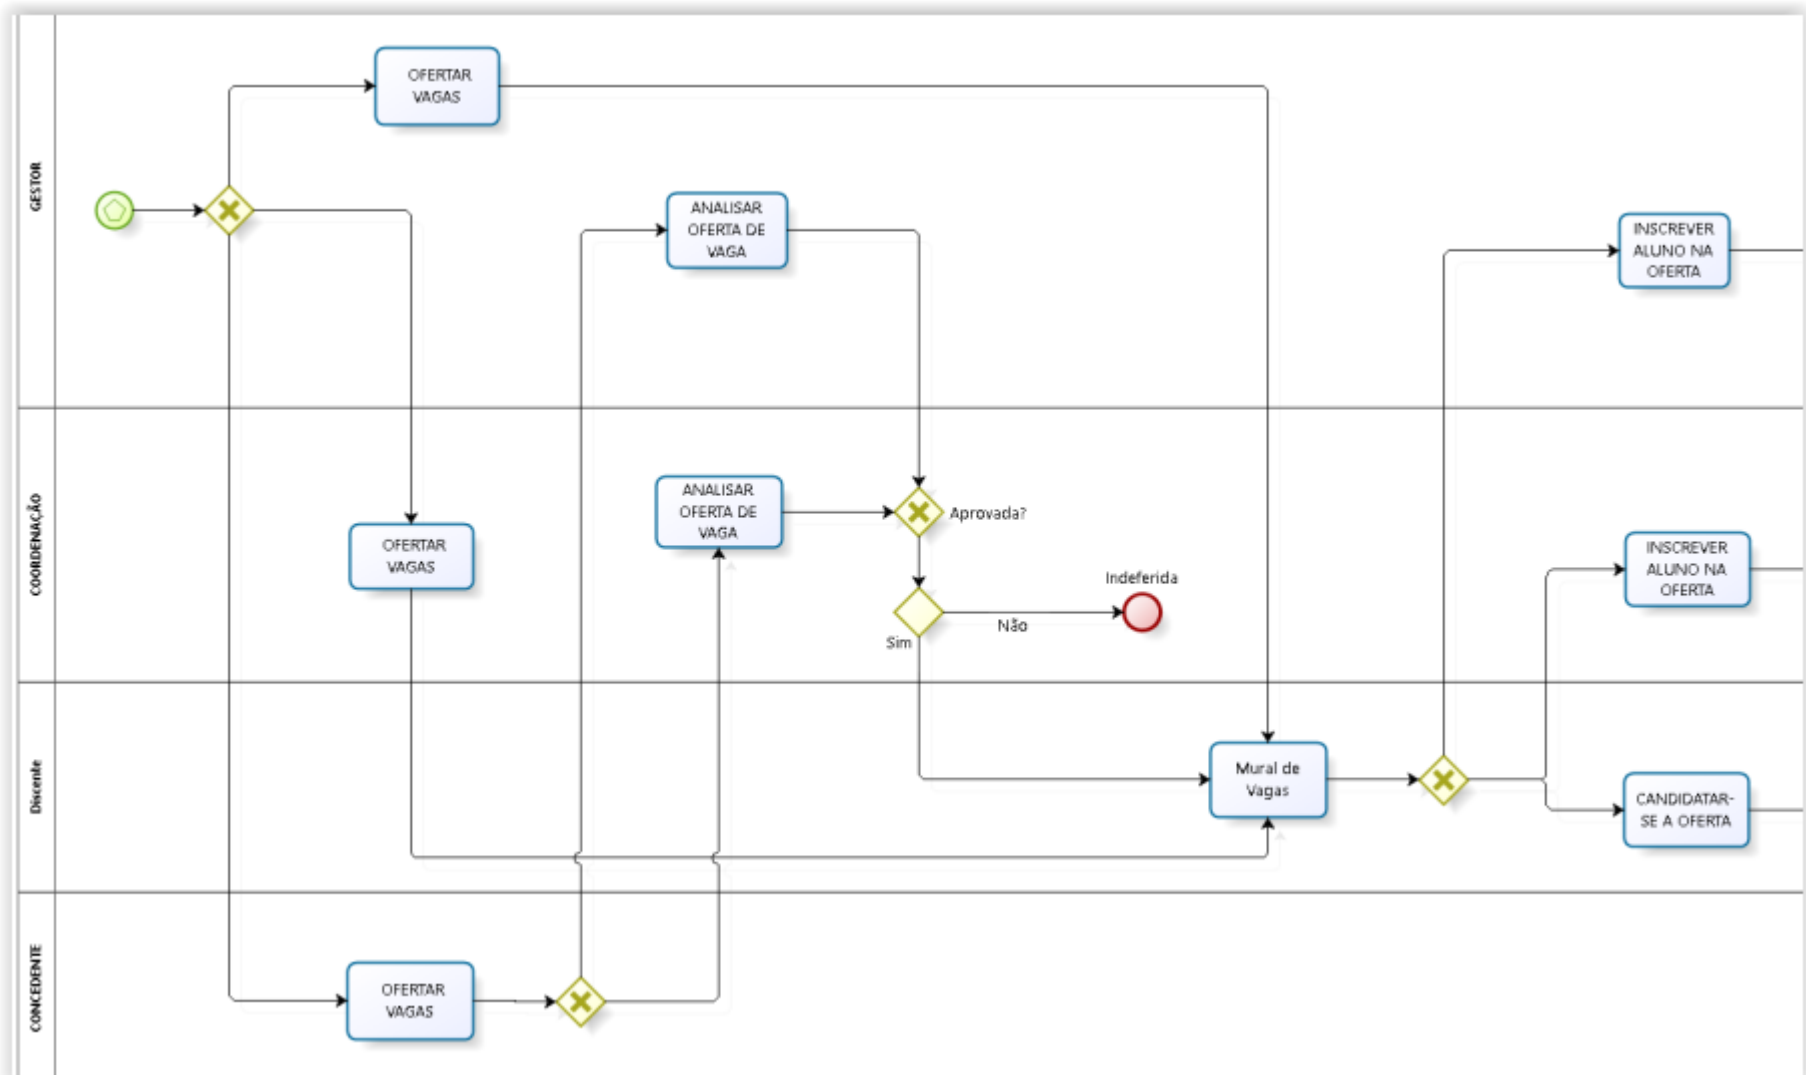 GESTOR
OFERTAR
VAGAS
ANALISAR
OFERTA DE
VAGA
INSCREVER
ALUNO NA
OFERTA
COORDENAÇÃO
OFERTAR
VAGAS
ANALISAR
OFERTA DE
VAGA
Aprovada?
Indeferida
Não
Sim
INSCREVER
ALUNO NA
OFERTA
Discente
Mural de
Vagas
CANDIDATAR-
SE A OFERTA
CONCEDENTE
OFERTAR
VAGAS